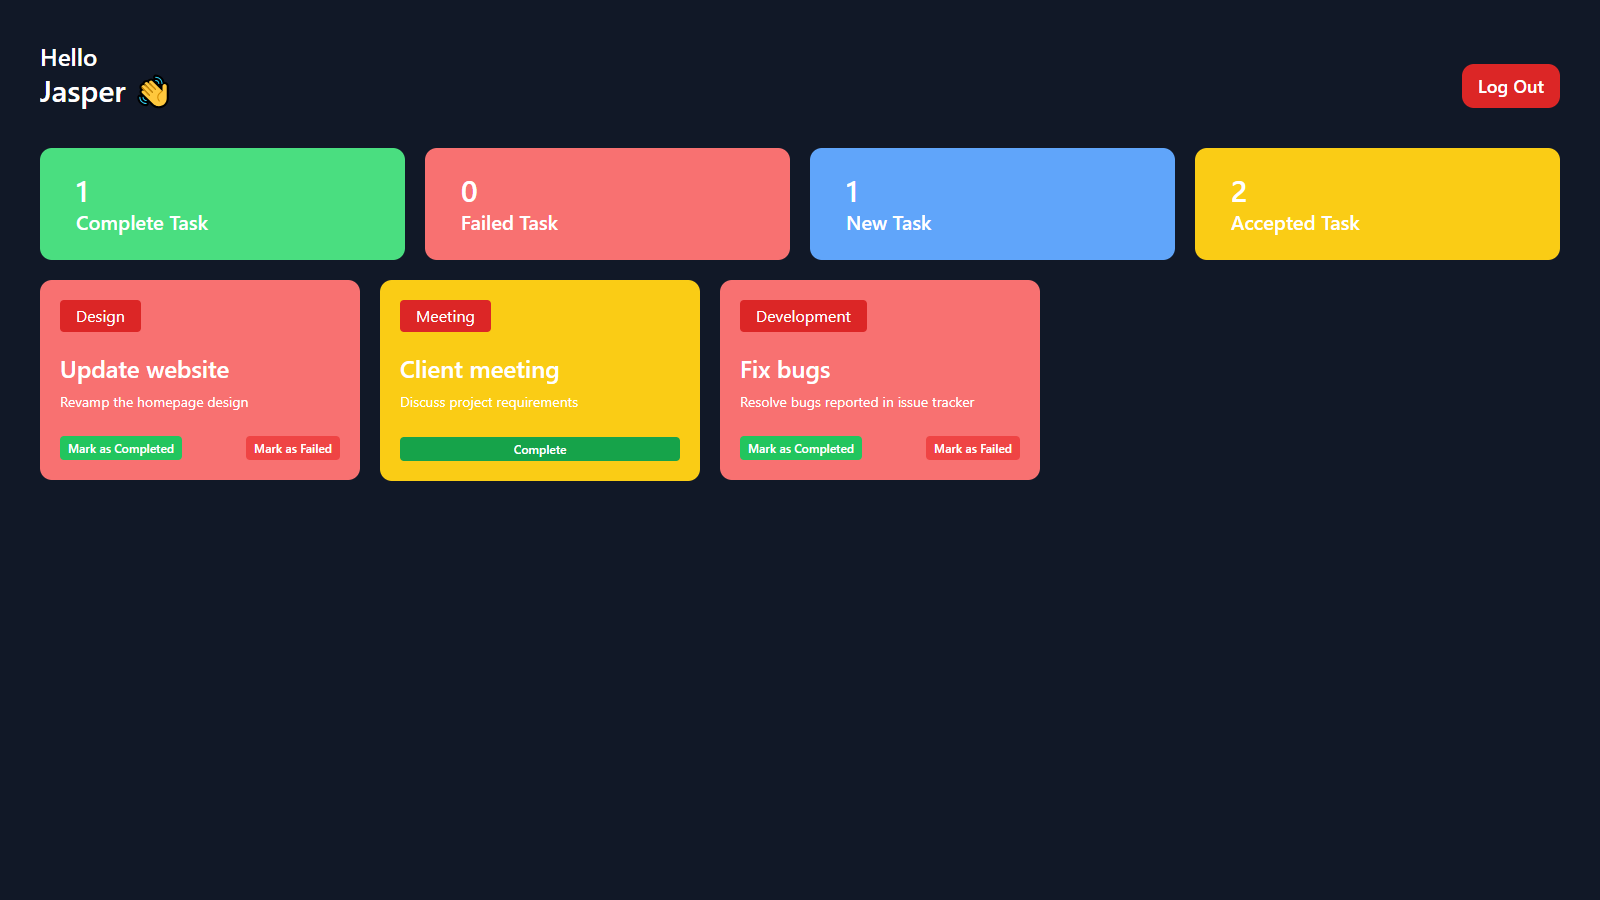 Hello
Jasper 👋
Log Out
1
Complete Task
0
Failed Task
1
New Task
2
Accepted Task
Design
Update website
Revamp the homepage design
Mark as Completed
Mark as Failed
Meeting
Client meeting
Discuss project requirements
Complete
Development
Fix bugs
Resolve bugs reported in issue tracker
Mark as Completed
Mark as Failed